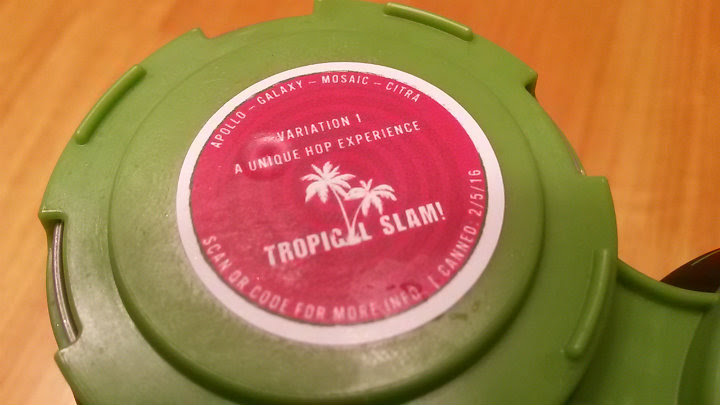 APOLLO – GALAXY – MOSAIC – CITRA
VARIATION 1
A UNIQUE HOP EXPERIENCE
TROPICAL SLAM!
SCAN QR CODE FOR MORE INFO. | CANNED: 2/5/16